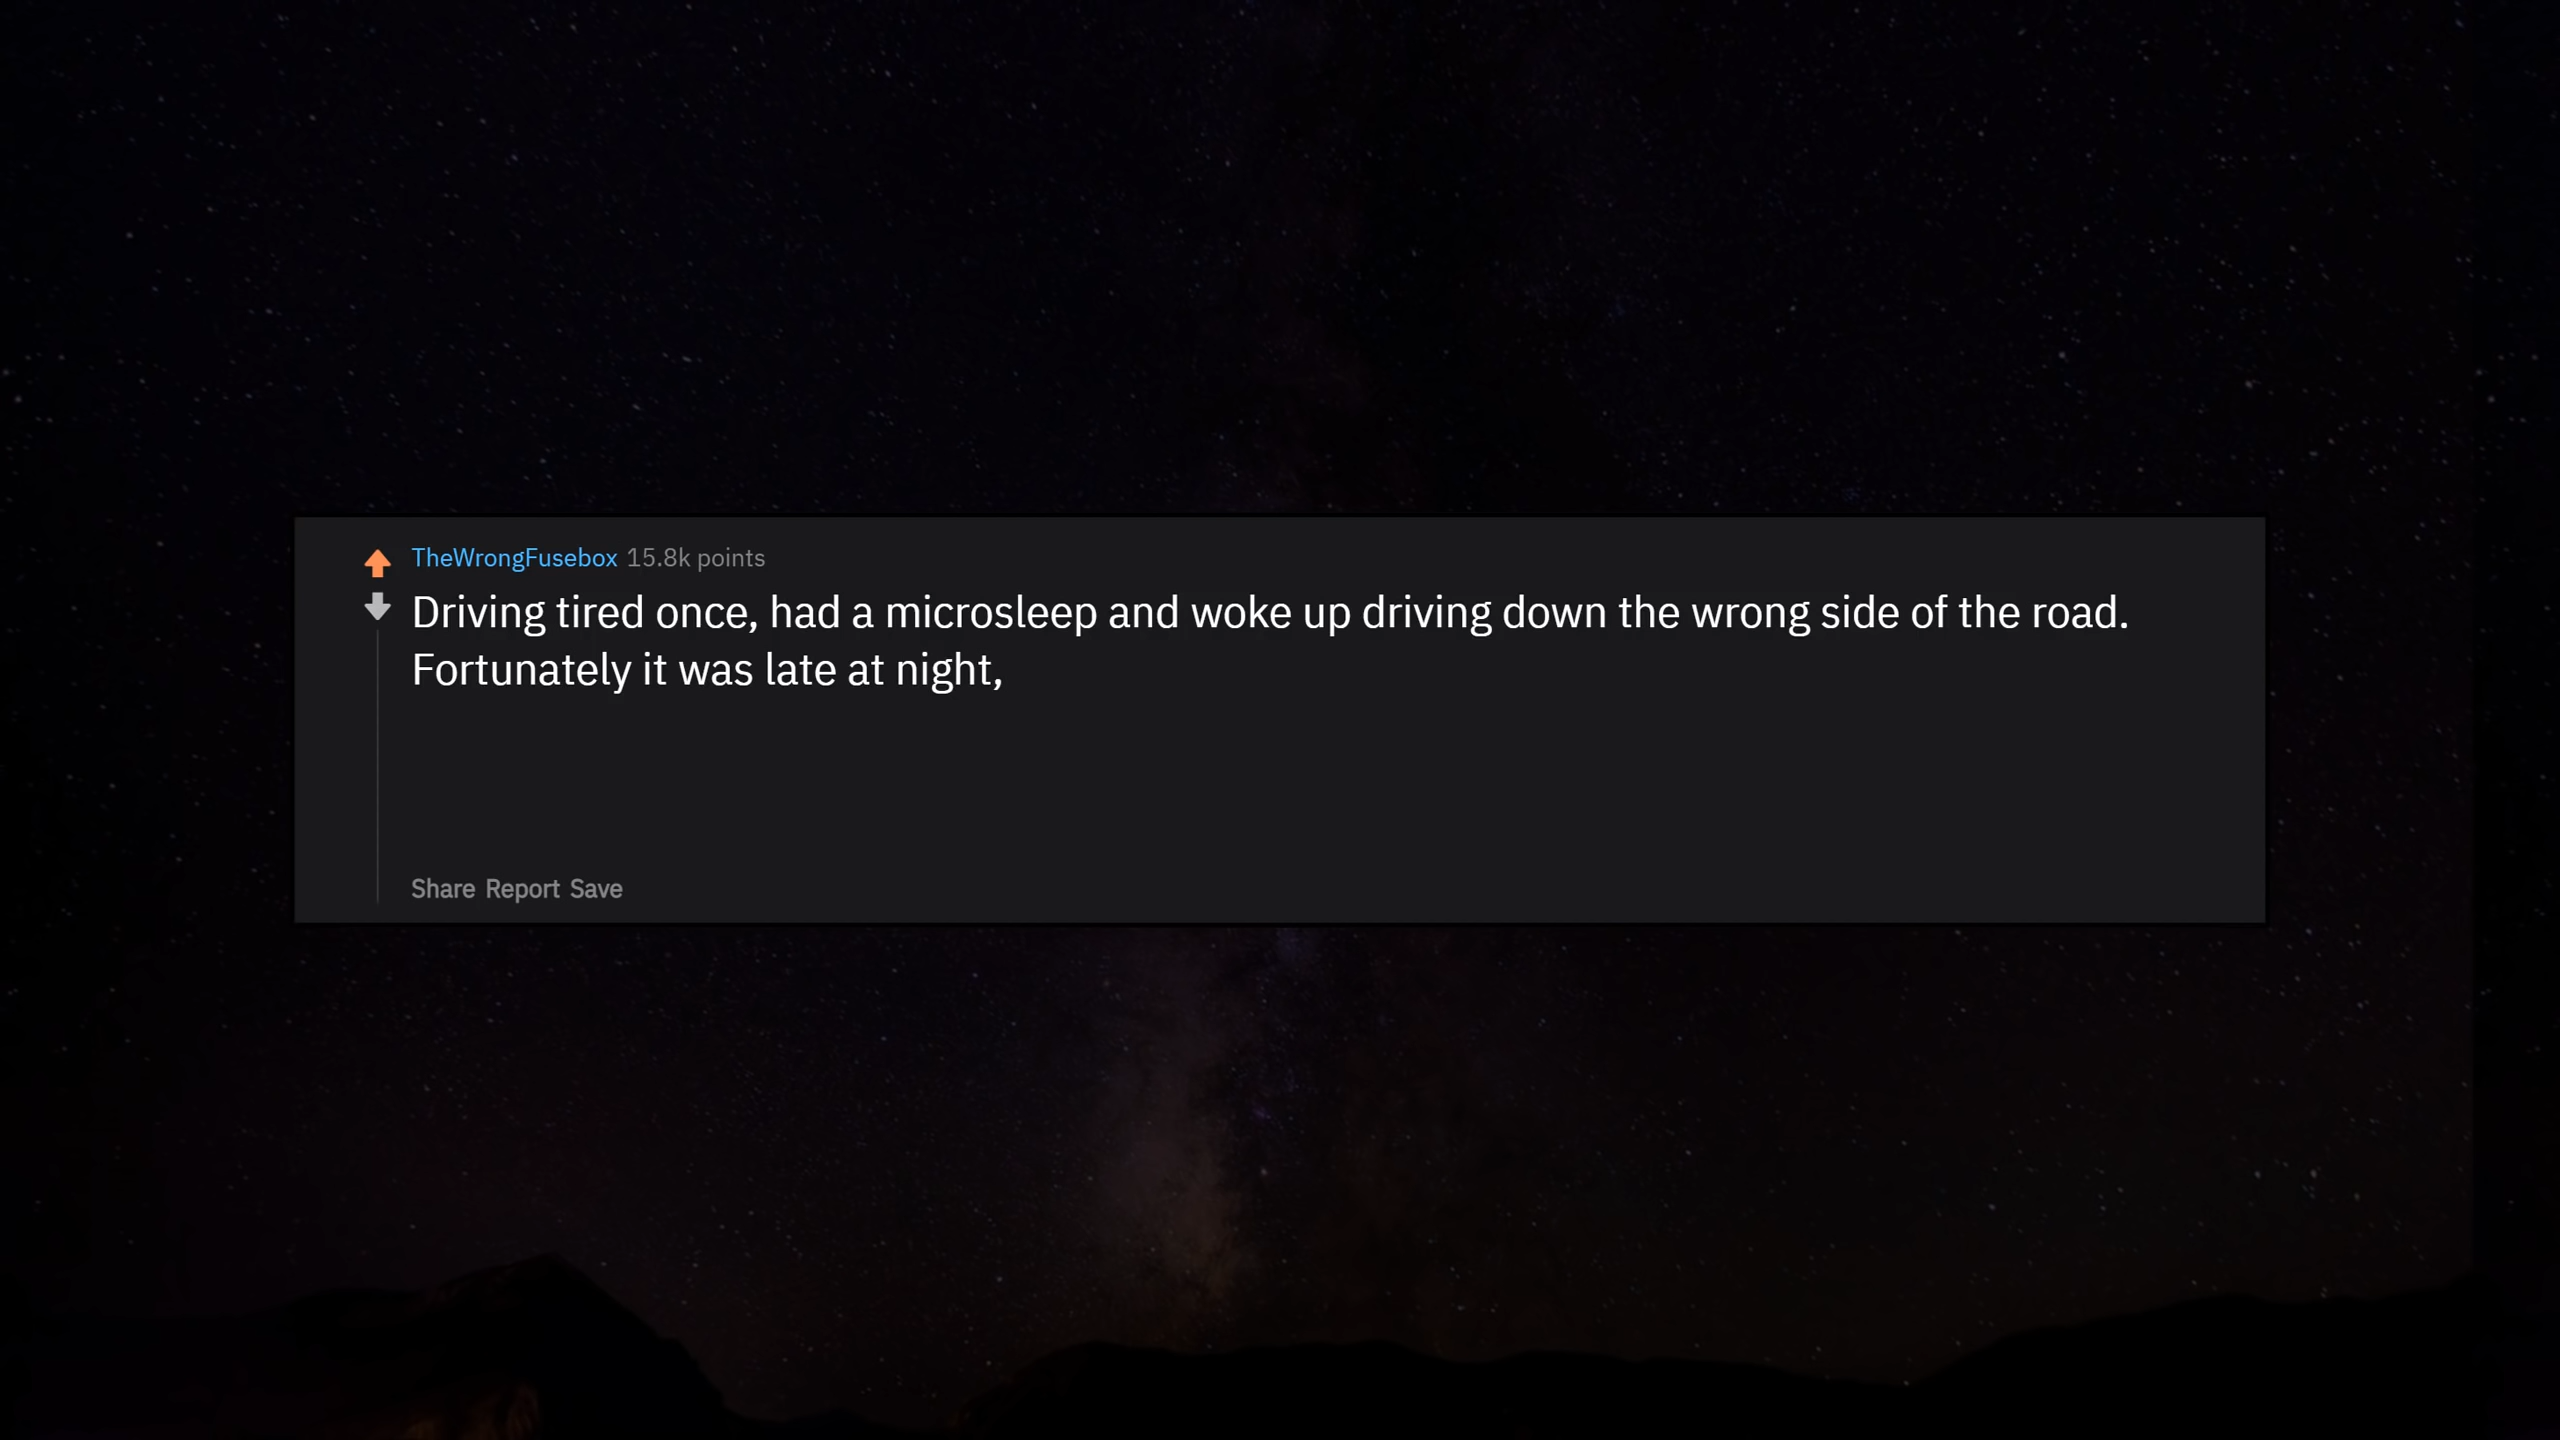 TheWrongFusebox 15.8k points
Driving tired once, had a microsleep and woke up driving down the wrong side of the road.
Fortunately it was late at night,
Share Report Save